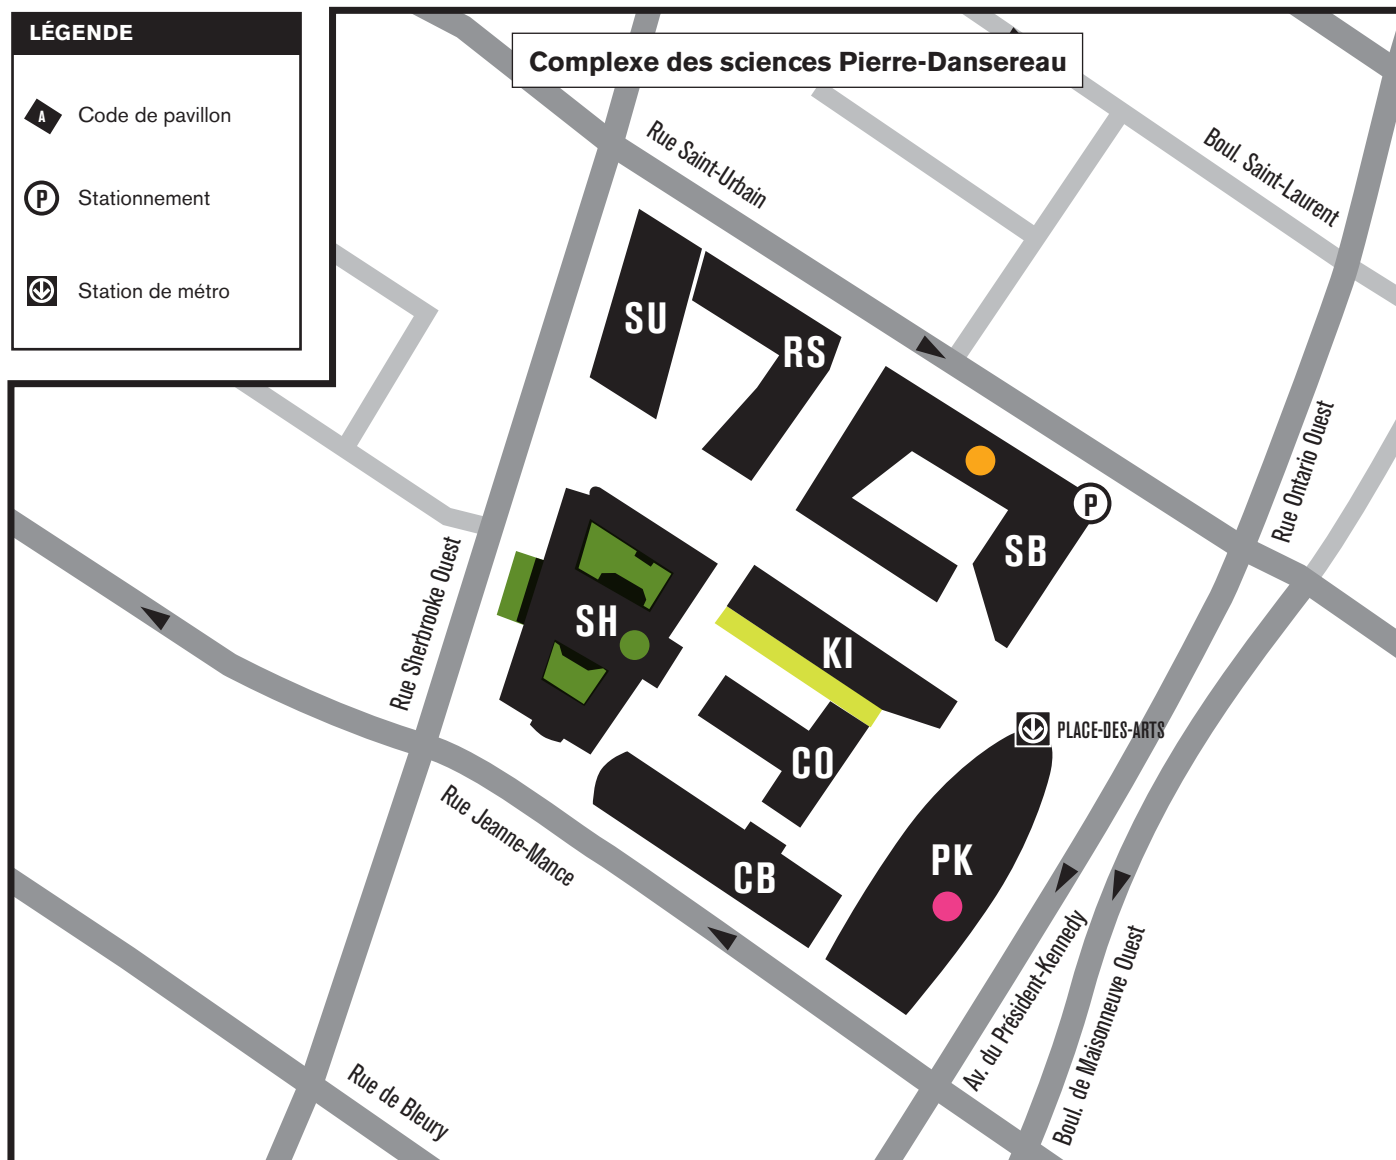 LÉGENDE
A
Code de pavillon
P
Stationnement
Station de métro
Complexe des sciences Pierre-Dansereau
Rue Saint-Urbain
Boul. Saint-Laurent
SU
RS
Rue Ontario Ouest
P
SB
Rue Sherbrooke Ouest
SH
KI
PLACE-DES-ARTS
CO
Rue Jeanne-Mance
CB
PK
Av. du Président-Kennedy
Boul. de Maisonneuve Ouest
Rue de Bleury